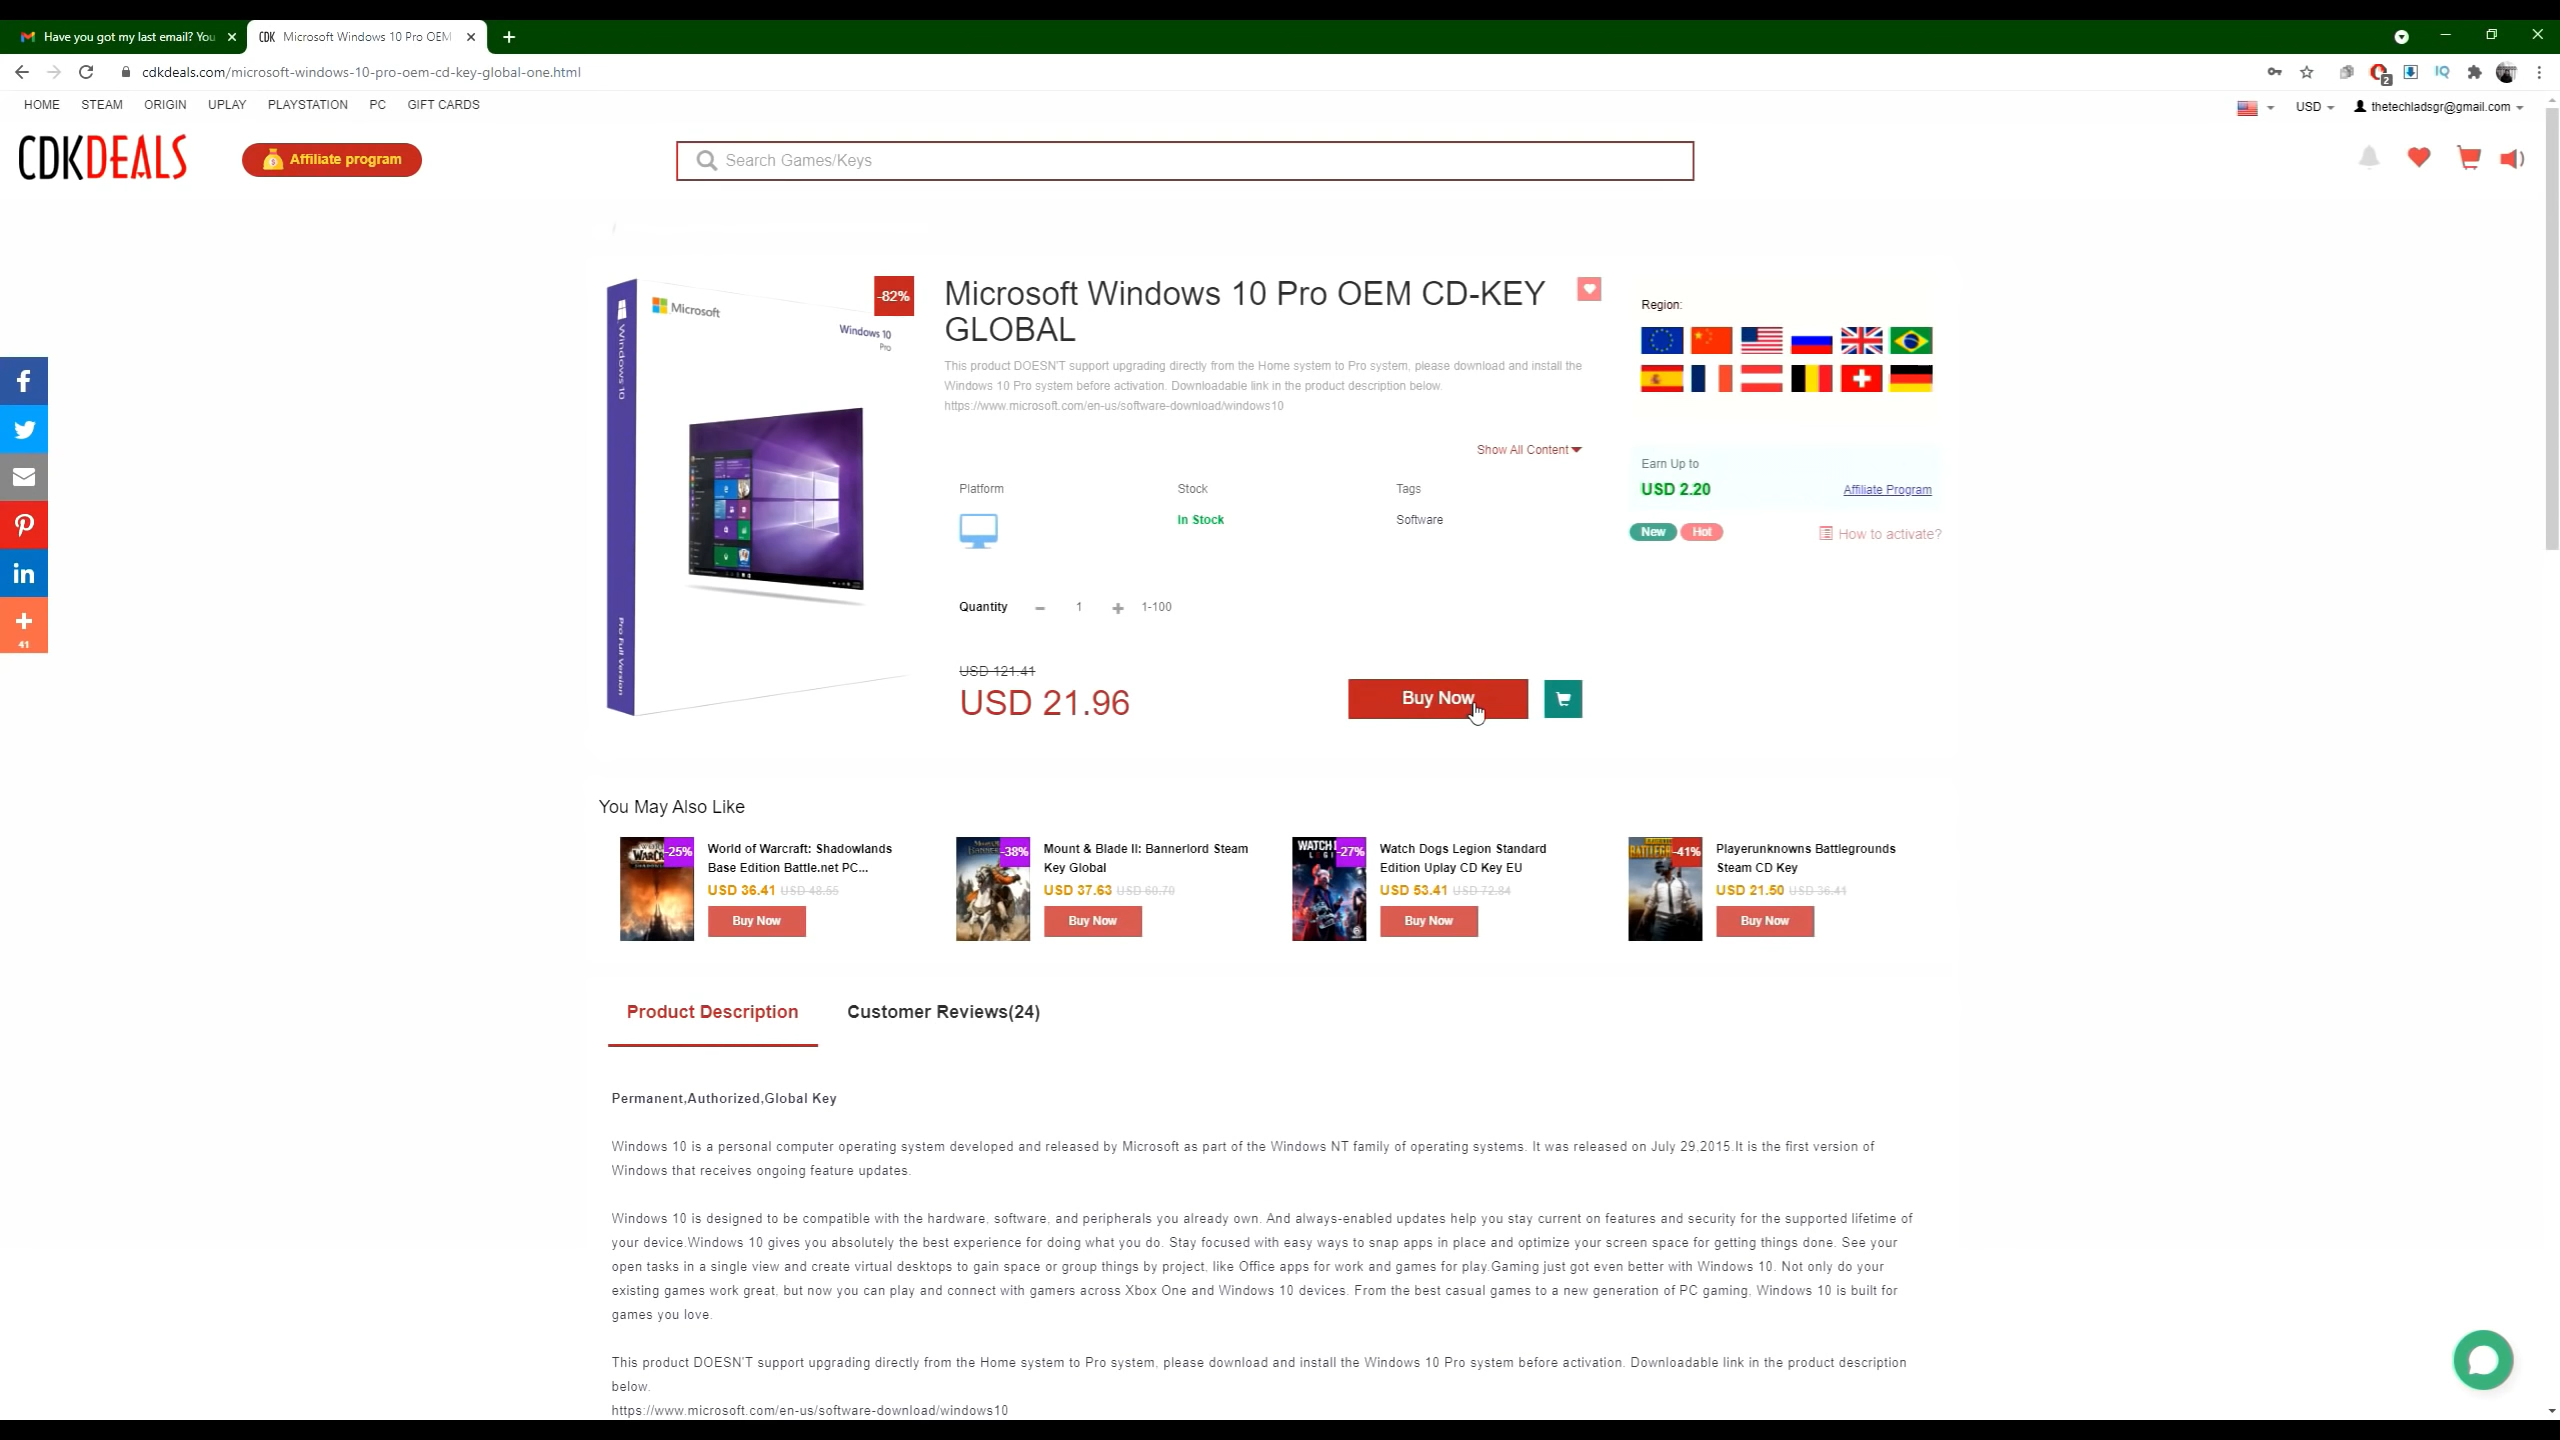 Have you got my last email? You
CDK Microsoft Windows 10 Pro OEM
cdkdeals.com/microsoft-windows-10-pro-oem-cd-key-global-one.html
2
IQ
HOME STEAM ORIGIN UPLAY PLAYSTATION PC GIFT CARDS
USD thetechladsgr@gmail.com
CDKDEALS
Affiliate program
Search Games/Keys
Microsoft
Windows 10
Pro
Windows 10
Pro Full Version
-82%
Microsoft Windows 10 Pro OEM CD-KEY
GLOBAL
This product DOESN'T support upgrading directly from the Home system to Pro system, please download and install the
Windows 10 Pro system before activation. Downloadable link in the product description below.
https://www.microsoft.com/en-us/software-download/windows10
Show All Content
Platform Stock Tags
In Stock Software
Quantity 1 1-100
USD 121.41
USD 21.96
Buy Now
Region:
Earn Up to
USD 2.20 Affiliate Program
New Hot How to activate?
41
You May Also Like
-25%
World of Warcraft: Shadowlands
Base Edition Battle.net PC...
USD 36.41 USD 48.55
Buy Now
-38%
Mount & Blade II: Bannerlord Steam
Key Global
USD 37.63 USD 60.70
Buy Now
-27%
Watch Dogs Legion Standard
Edition Uplay CD Key EU
USD 53.41 USD 72.84
Buy Now
-41%
Playerunknowns Battlegrounds
Steam CD Key
USD 21.50 USD 36.41
Buy Now
Product Description Customer Reviews(24)
Permanent,Authorized,Global Key
Windows 10 is a personal computer operating system developed and released by Microsoft as part of the Windows NT family of operating systems. It was released on July 29,2015.It is the first version of
Windows that receives ongoing feature updates.
Windows 10 is designed to be compatible with the hardware, software, and peripherals you already own. And always-enabled updates help you stay current on features and security for the supported lifetime of
your device.Windows 10 gives you absolutely the best experience for doing what you do. Stay focused with easy ways to snap apps in place and optimize your screen space for getting things done. See your
open tasks in a single view and create virtual desktops to gain space or group things by project, like Office apps for work and games for play.Gaming just got even better with Windows 10. Not only do your
existing games work great, but now you can play and connect with gamers across Xbox One and Windows 10 devices. From the best casual games to a new generation of PC gaming, Windows 10 is built for
games you love.
This product DOESN'T support upgrading directly from the Home system to Pro system, please download and install the Windows 10 Pro system before activation. Downloadable link in the product description
below.
https://www.microsoft.com/en-us/software-download/windows10